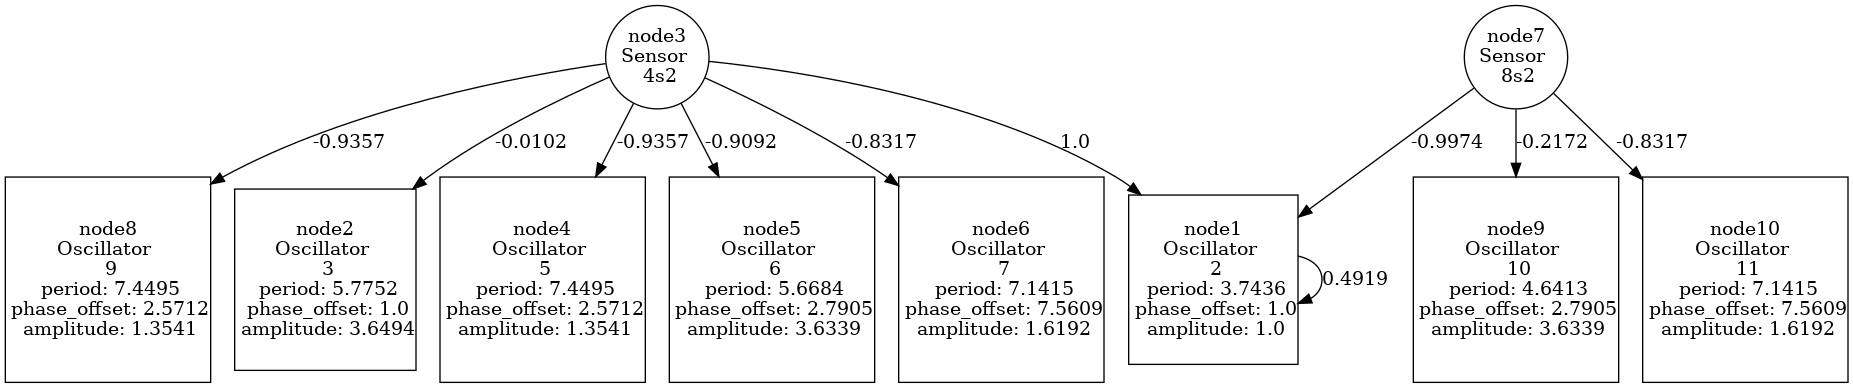 node3
Sensor
4s2
node7
Sensor
8s2
-0.9357
-0.0102
-0.9357
-0.9092
-0.8317
1.0
-0.9974
-0.2172
-0.8317
node8
Oscillator
9
period: 7.4495
phase_offset: 2.5712
amplitude: 1.3541
node2
Oscillator
3
period: 5.7752
phase_offset: 1.0
amplitude: 3.6494
node4
Oscillator
5
period: 7.4495
phase_offset: 2.5712
amplitude: 1.3541
node5
Oscillator
6
period: 5.6684
phase_offset: 2.7905
amplitude: 3.6339
node6
Oscillator
7
period: 7.1415
phase_offset: 7.5609
amplitude: 1.6192
node1
Oscillator
2
period: 3.7436
phase_offset: 1.0
amplitude: 1.0
0.4919
node9
Oscillator
10
period: 4.6413
phase_offset: 2.7905
amplitude: 3.6339
node10
Oscillator
11
period: 7.1415
phase_offset: 7.5609
amplitude: 1.6192